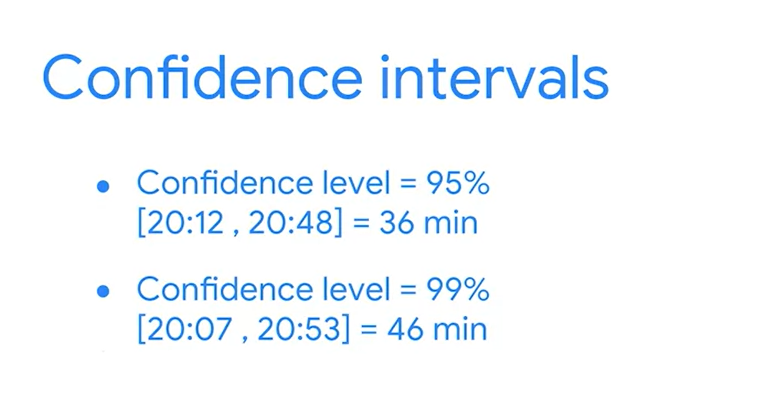 Confidence intervals
• Confidence level = 95%
[20:12 , 20:48] = 36 min
• Confidence level = 99%
[20:07 , 20:53] = 46 min